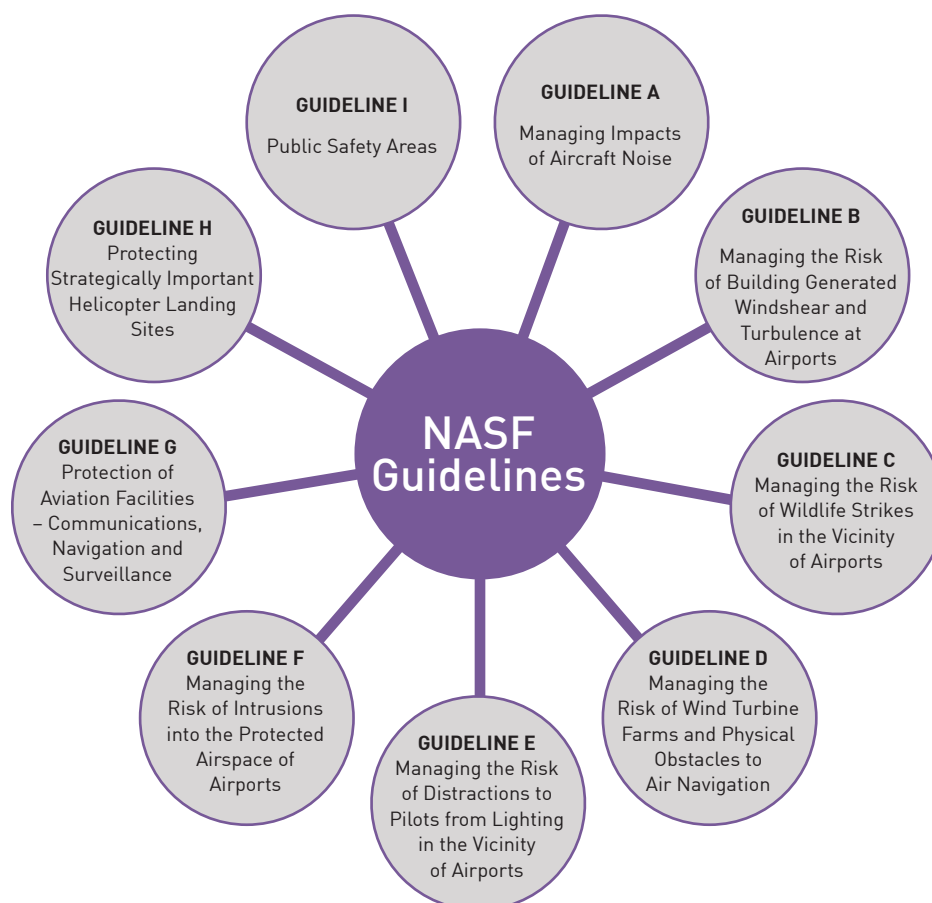 GUIDELINE I
Public Safety Areas
GUIDELINE A
Managing Impacts
of Aircraft Noise
GUIDELINE H
Protecting
Strategically Important
Helicopter Landing
Sites
GUIDELINE B
Managing the Risk
of Building Generated
Windshear and
Turbulence at
Airports
NASF
Guidelines
GUIDELINE G
Protection of
Aviation Facilities
– Communications,
Navigation and
Surveillance
GUIDELINE C
Managing the Risk
of Wildlife Strikes
in the Vicinity
of Airports
GUIDELINE F
Managing the
Risk of Intrusions
into the Protected
Airspace of
Airports
GUIDELINE D
Managing the
Risk of Wind Turbine
Farms and Physical
Obstacles to
Air Navigation
GUIDELINE E
Managing the Risk
of Distractions to
Pilots from Lighting
in the Vicinity
of Airports